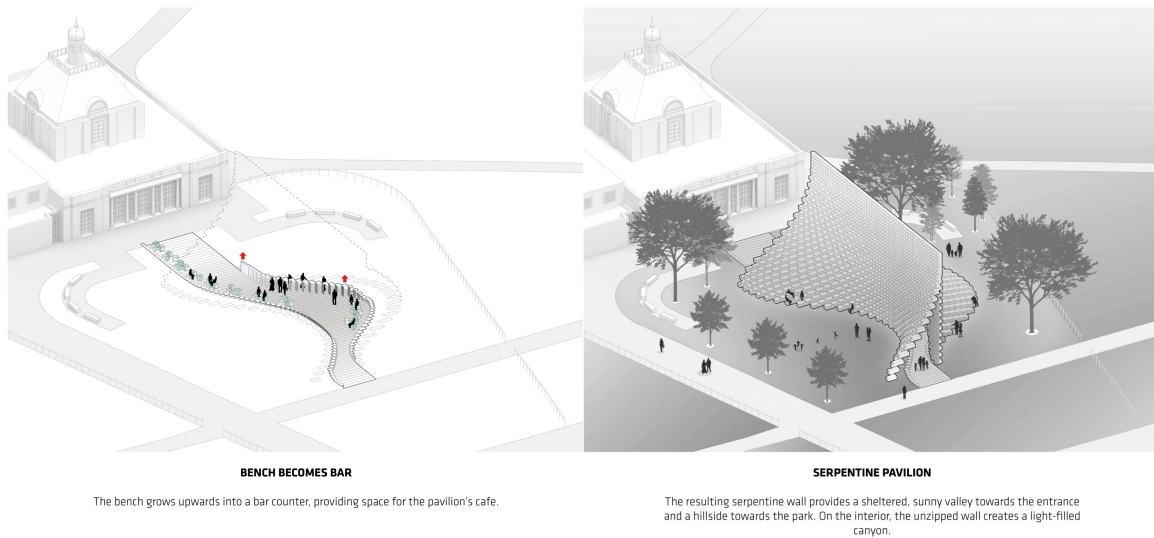 BENCH BECOMES BAR
The bench grows upwards into a bar counter, providing space for the pavilion's cafe.
SERPENTINE PAVILION
The resulting serpentine wall provides a sheltered, sunny valley towards the entrance
and a hillside towards the park. On the interior, the unzipped wall creates a light-filled
canyon.